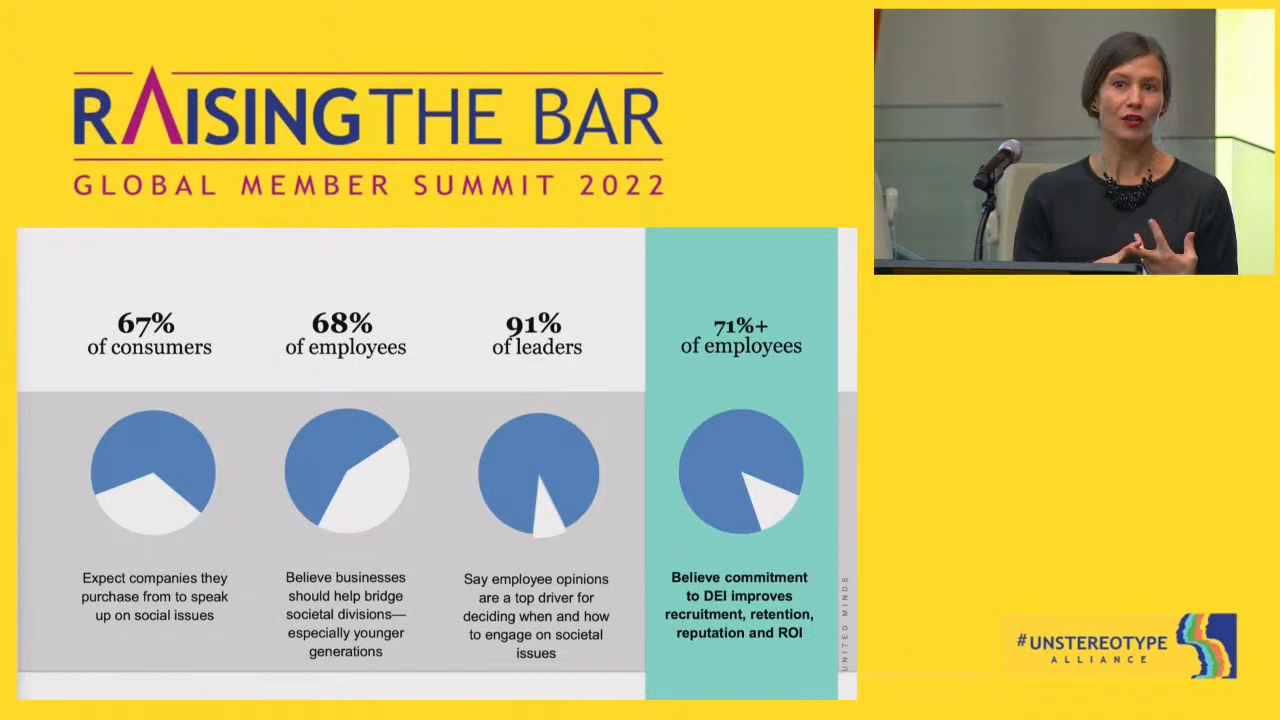 RAISING THE BAR
GLOBAL MEMBER SUMMIT 2022
67%
of consumers
Expect companies they
purchase from to speak
up on social issues
68%
of employees
Believe businesses
should help bridge
societal divisions—
especially younger
generations
91%
of leaders
Say employee opinions
are a top driver for
deciding when and how
to engage on societal
issues
71%+
of employees
Believe commitment
to DEI improves
recruitment, retention,
reputation and ROI
UNITED MINDS
#UNSTEREOTYPE
ALLIANCE